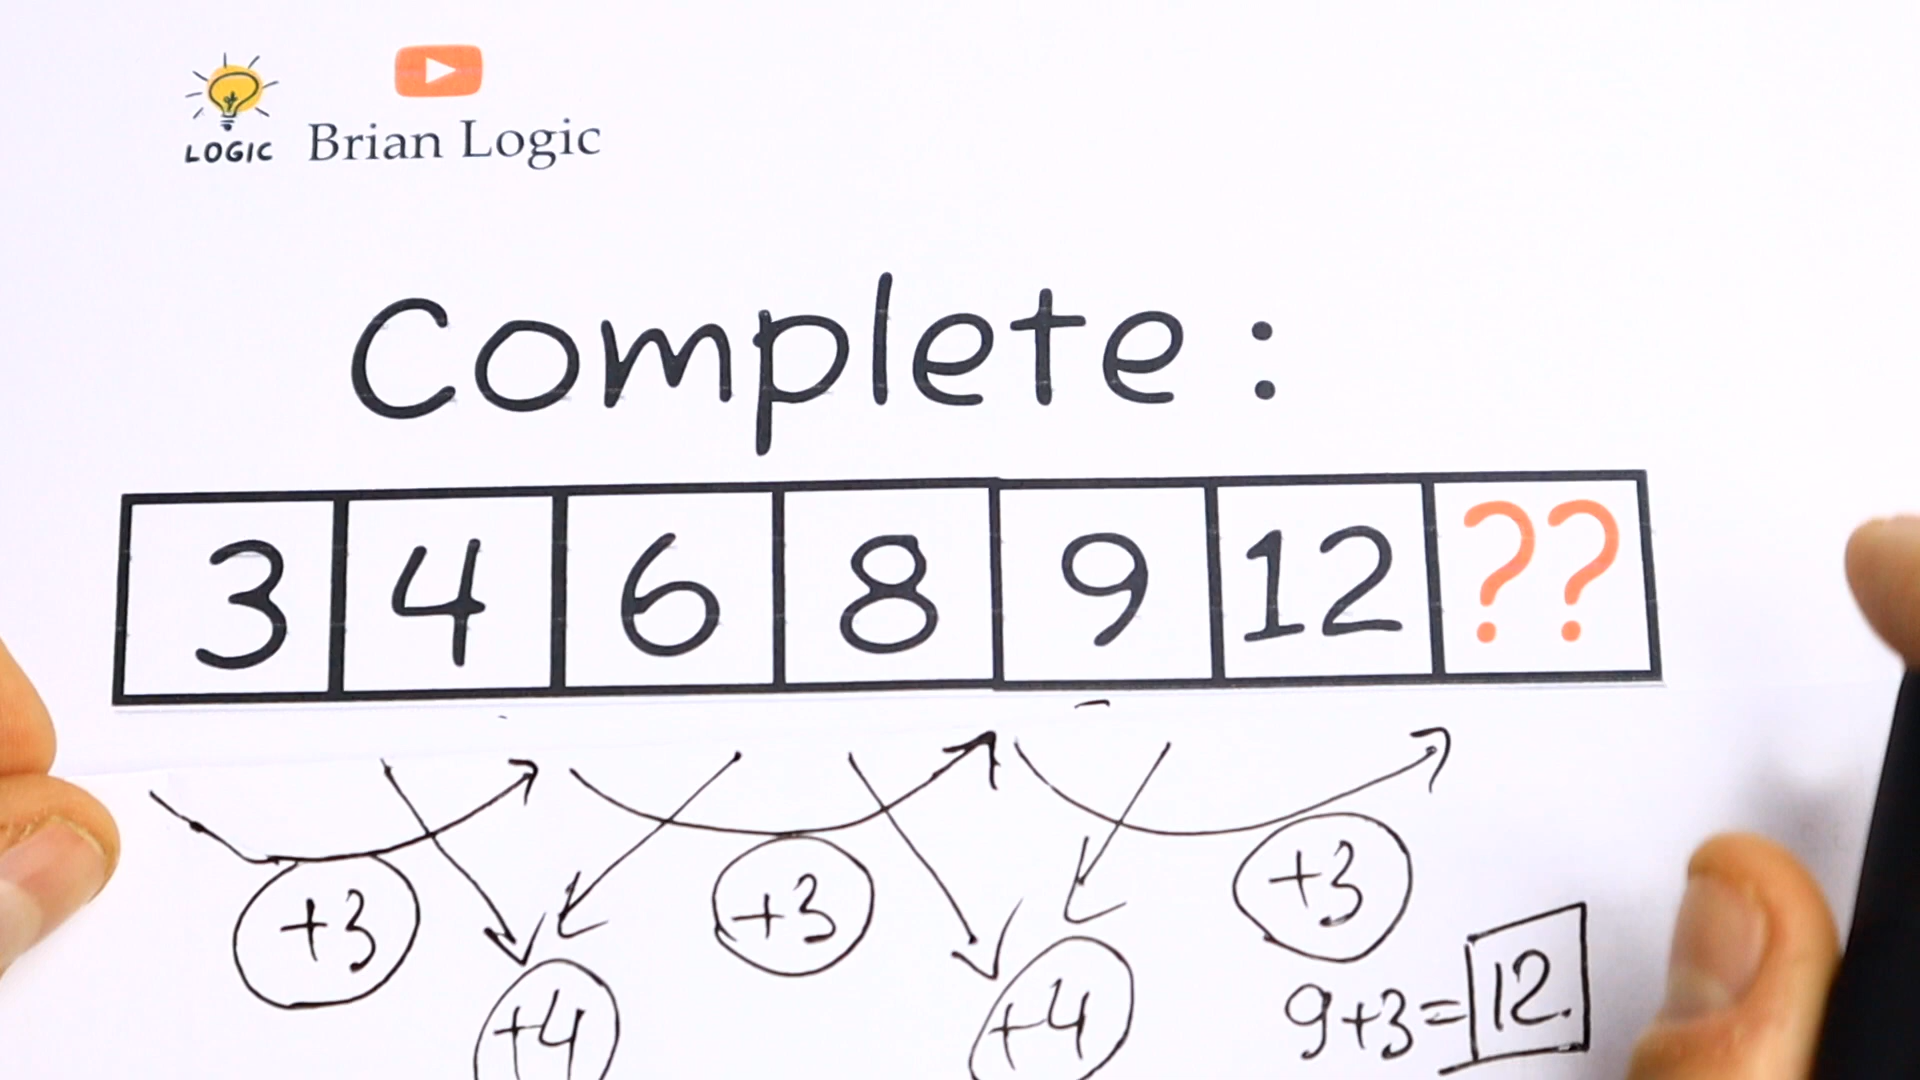 LOGIC
Brian Logic
Complete :
3 4 6 8 9 12 ??
+3 +3 +3
+4 +4
9+3=12.